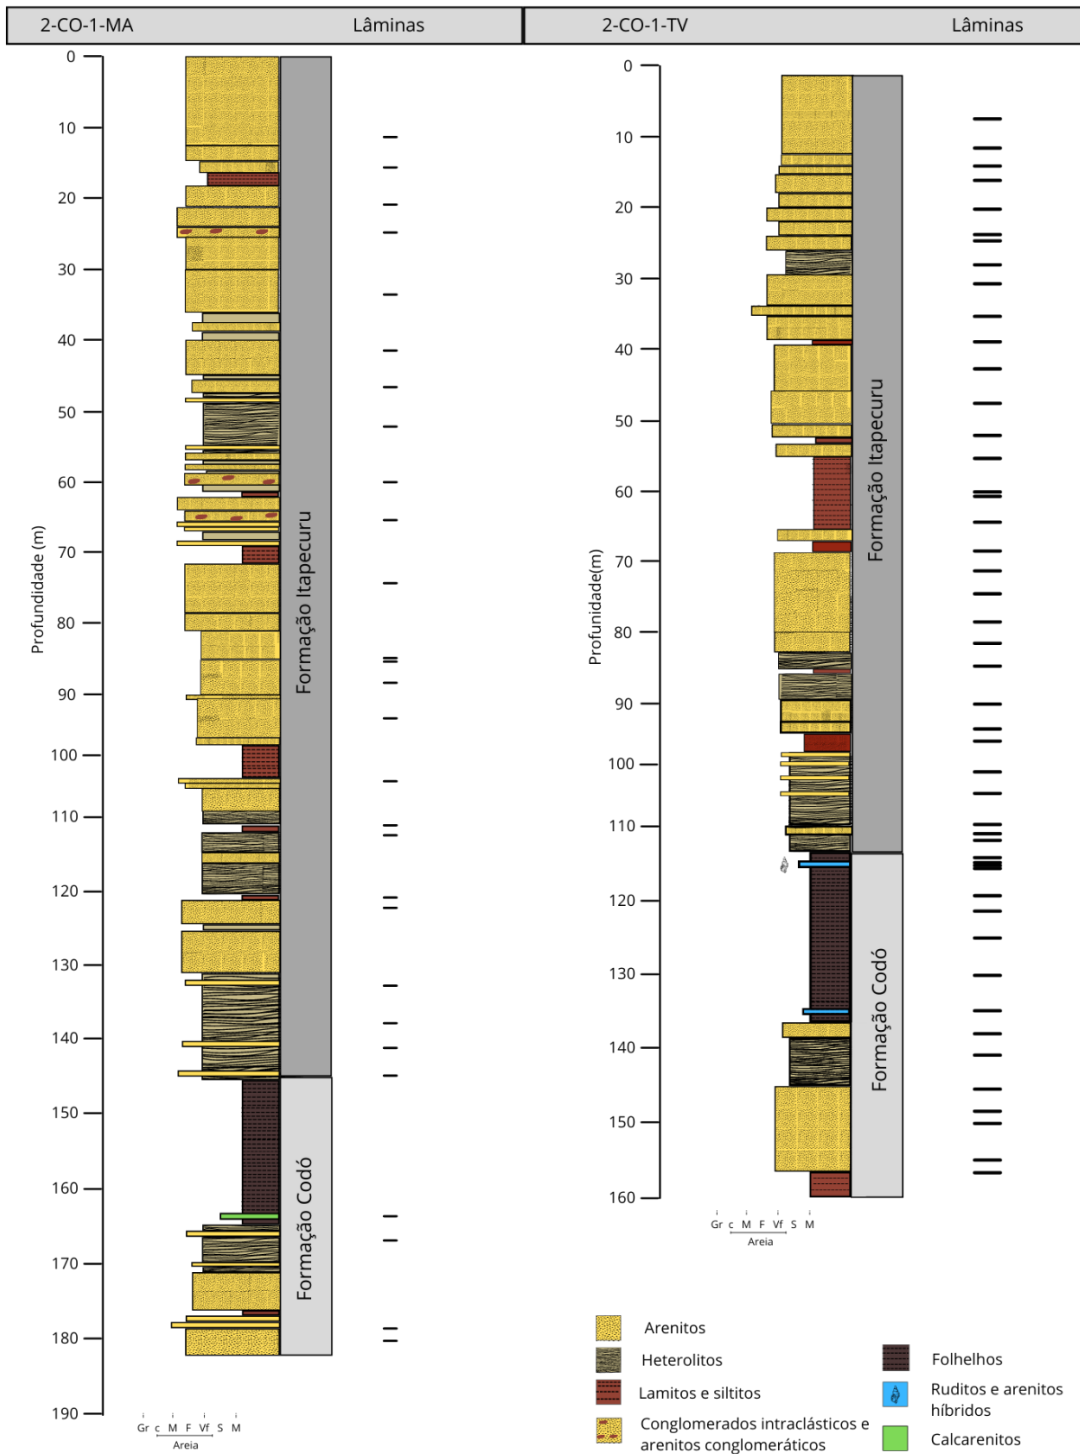 2-CO-1-MA
Lâminas
2-CO-1-TV
Lâminas
0
10
20
30
40
50
60
70
80
90
100
110
120
130
140
150
160
170
180
190
Profundidade (m)
Formação Itapecuru
Formação Codó
Gr c M F Vf S M
Areia
0
10
20
30
40
50
60
70
80
90
100
110
120
130
140
150
160
Profunidade(m)
Formação Itapecuru
Formação Codó
Gr c M F Vf S M
Areia
Arenitos
Heterolitos
Lamitos e siltitos
Conglomerados intraclásticos e
arenitos conglomeráticos
Folhelhos
Ruditos e arenitos
híbridos
Calcarenitos